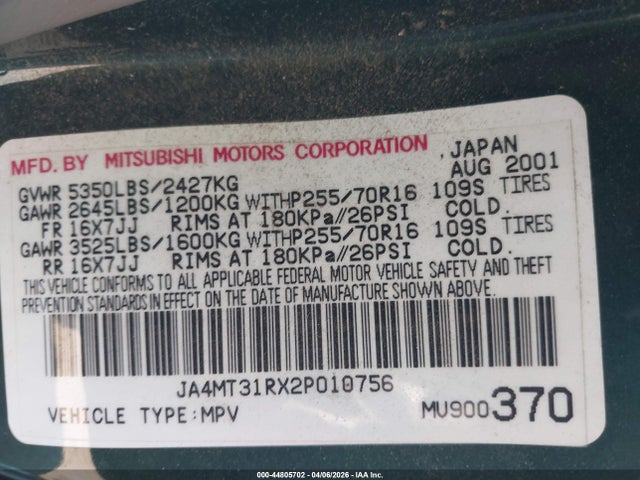 MFD. BY MITSUBISHI MOTORS CORPORATION , JAPAN
AUG 2001
GVWR 5350LBS/2427KG
GAWR 2645LBS/1200KG WITHP255/70R16 109S TIRES
FR 16X7JJ RIMS AT 180KPa//26PSI COLD.
GAWR 3525LBS/1600KG WITHP255/70R16 109S TIRES
RR 16X7JJ RIMS AT 180KPa//26PSI COLD.
THIS VEHICLE CONFORMS TO ALL APPLICABLE FEDERAL MOTOR VEHICLE SAFETY AND THEFT
PREVENTION STANDARDS IN EFFECT ON THE DATE OF MANUFACTURE SHOWN ABOVE.
JA4MT31RX2P010756
VEHICLE TYPE:MPV MU900370
000-44805702 - 04/06/2026 - IAA Inc.